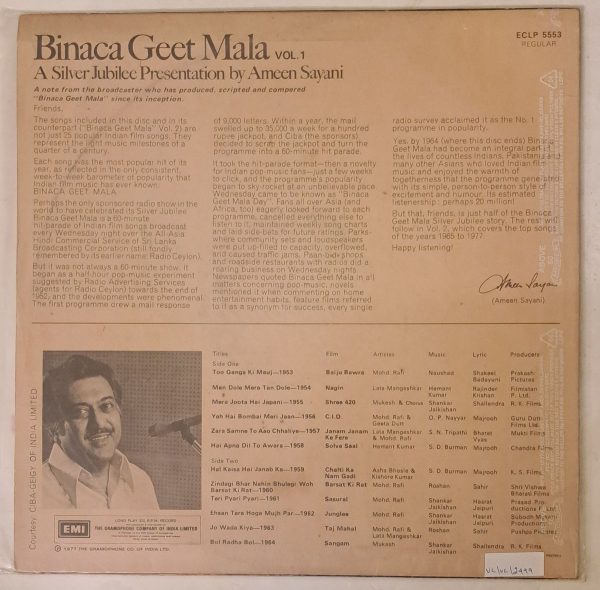 Binaca Geet Mala VOL.1
ECLP 5553
REGULAR
A Silver Jubilee Presentation by Ameen Sayani
A note from the broadcaster who has produced, scripted and compered
"Binaca Geet Mala" since its inception.
Friends,
The songs included in this disc and in its
counterpart ("Binaca Geet Mala" Vol. 2) are
not just 25 popular Indian film songs. They
represent the light music milestones of a
quarter of a century.
Each song was the most popular hit of its
year, as reflected in the only consistent,
week-to-week barometer of popularity that
Indian film music has ever known:
BINACA GEET MALA.
Perhaps the only sponsored radio show in the
world to have celebrated its Silver Jubilee
Binaca Geet Mala is a 60-minute
hit-parade of Indian film songs broadcast
every Wednesday night over the All Asia
Hindi Commercial Service of Sri Lanka
Broadcasting Corporation (still fondly
remembered by its earlier name: Radio Ceylon).
But it was not always a 60-minute show. It
began as a half-hour pop-music experiment
suggested by Radio Advertising Services
(agents for Radio Ceylon) towards the end of
1952, and the developments were phenomenal.
The first programme drew a mail response
of 9,000 letters. Within a year, the mail
swelled up to 35,000 a week for a hundred
rupee jackpot, and Ciba (the sponsors)
decided to scrap the jackpot and turn the
programme into a 60-minute hit parade.
It took the hit-parade format—then a novelty
for Indian pop music fans—just a few weeks
to click, and the programme's popularity
began to sky-rocket at an unbelievable pace.
Wednesday came to be known as "Binaca
Geet Mala Day". Fans all over Asia (and
Africa, too) eagerly looked forward to each
programme, cancelled everything else to
listen to it, maintained weekly song charts
and laid side-bets for future ratings. Parks-
where community sets and loudspeakers
were put up-filled to capacity, overflowed,
and caused traffic jams. Paan-bidi shops
and roadside restaurants with radios did a
roaring business on Wednesday nights.
Newspapers quoted Binaca Geet Mala in all
matters concerning pop-music, novels
mentioned it when commenting on home
entertainment habits, feature films referred
to it as a synonym for success, every single
radio survey acclaimed it as the No. 1
programme in popularity.
Yes, by 1964 (where this disc ends) Binaca
Geet Mala had become an integral part of
the lives of countless Indians, Pakistanis and
many other Asians who loved Indian film
music and enjoyed the warmth of
togetherness that the programme generated
with its simple, person-to-person style of
excitement and humour. Its estimated
listenership: perhaps 20 million!
But that, friends, is just half of the Binaca
Geet Mala Silver Jubilee story. The rest will
follow in Vol. 2, which covers the top songs
of the years 1965 to 1977.
Happy listening!
Ameen Sayani
(Ameen Sayani)
Titles Film Artistes Music Lyric Producers
Side One
Too Ganga Ki Mauj—1953 Baiju Bawra Mohd. Rafi Naushad Shakeel Badayuni Prakash Pictures
Man Dole Mera Tan Dole—1954 Nagin Lata Mangeshkar Hemant Kumar Rajinder Krishan Filmistan P. Ltd.
Mera Joota Hai Japani—1955 Shree 420 Mukesh & Chorus Shankar Jaikishan Shailendra R. K. Films
Yah Hai Bombai Meri Jaan—1956 C.I.D. Mohd. Rafi & Geeta Dutt O. P. Nayyar Majrooh Guru Dutt Films Ltd.
Zara Samne To Aao Chhaliye—1957 Janam Janam Ke Fere Lata Mangeshkar & Mohd. Rafi S. N. Tripathi Bharat Vyas Mukti Films
Hai Apna Dil To Awara—1958 Solva Saal Hemant Kumar S. D. Burman Majrooh Chandra Films
Side Two
Hal Kaisa Hai Janab Ka—1959 Chalti Ka Nam Gadi Asha Bhosle & Kishore Kumar S. D. Burman Majrooh K. S. Films
Zindagi Bhar Nahin Bhulegi Woh Barsat Ki Rat—1960 Barsat Ki Rat Mohd. Rafi Roshan Sahir Shri Vishwa Bharati Films
Teri Pyari Pyari—1961 Sasural Mohd. Rafi Shankar Jaikishan Hasrat Jaipuri Prasad Productions P. Ltd.
Ehsan Tera Hoga Mujh Par—1962 Junglee Mohd. Rafi Shankar Jaikishan Hasrat Jaipuri Subodh Mukerji Productions
Jo Wada Kiya—1963 Taj Mahal Mohd. Rafi & Lata Mangeshkar Roshan Sahir Pushpa Pictures
Bol Radha Bol—1964 Sangam Mukesh Shankar Jaikishan Shailendra R. K. Films
Courtesy: CIBA-GEIGY OF INDIA LIMITED
EMI
LONG PLAY 33⅓ R.P.M. RECORD
THE GRAMOPHONE COMPANY OF INDIA LIMITED
© 1977 THE GRAMOPHONE CO. OF INDIA LTD.